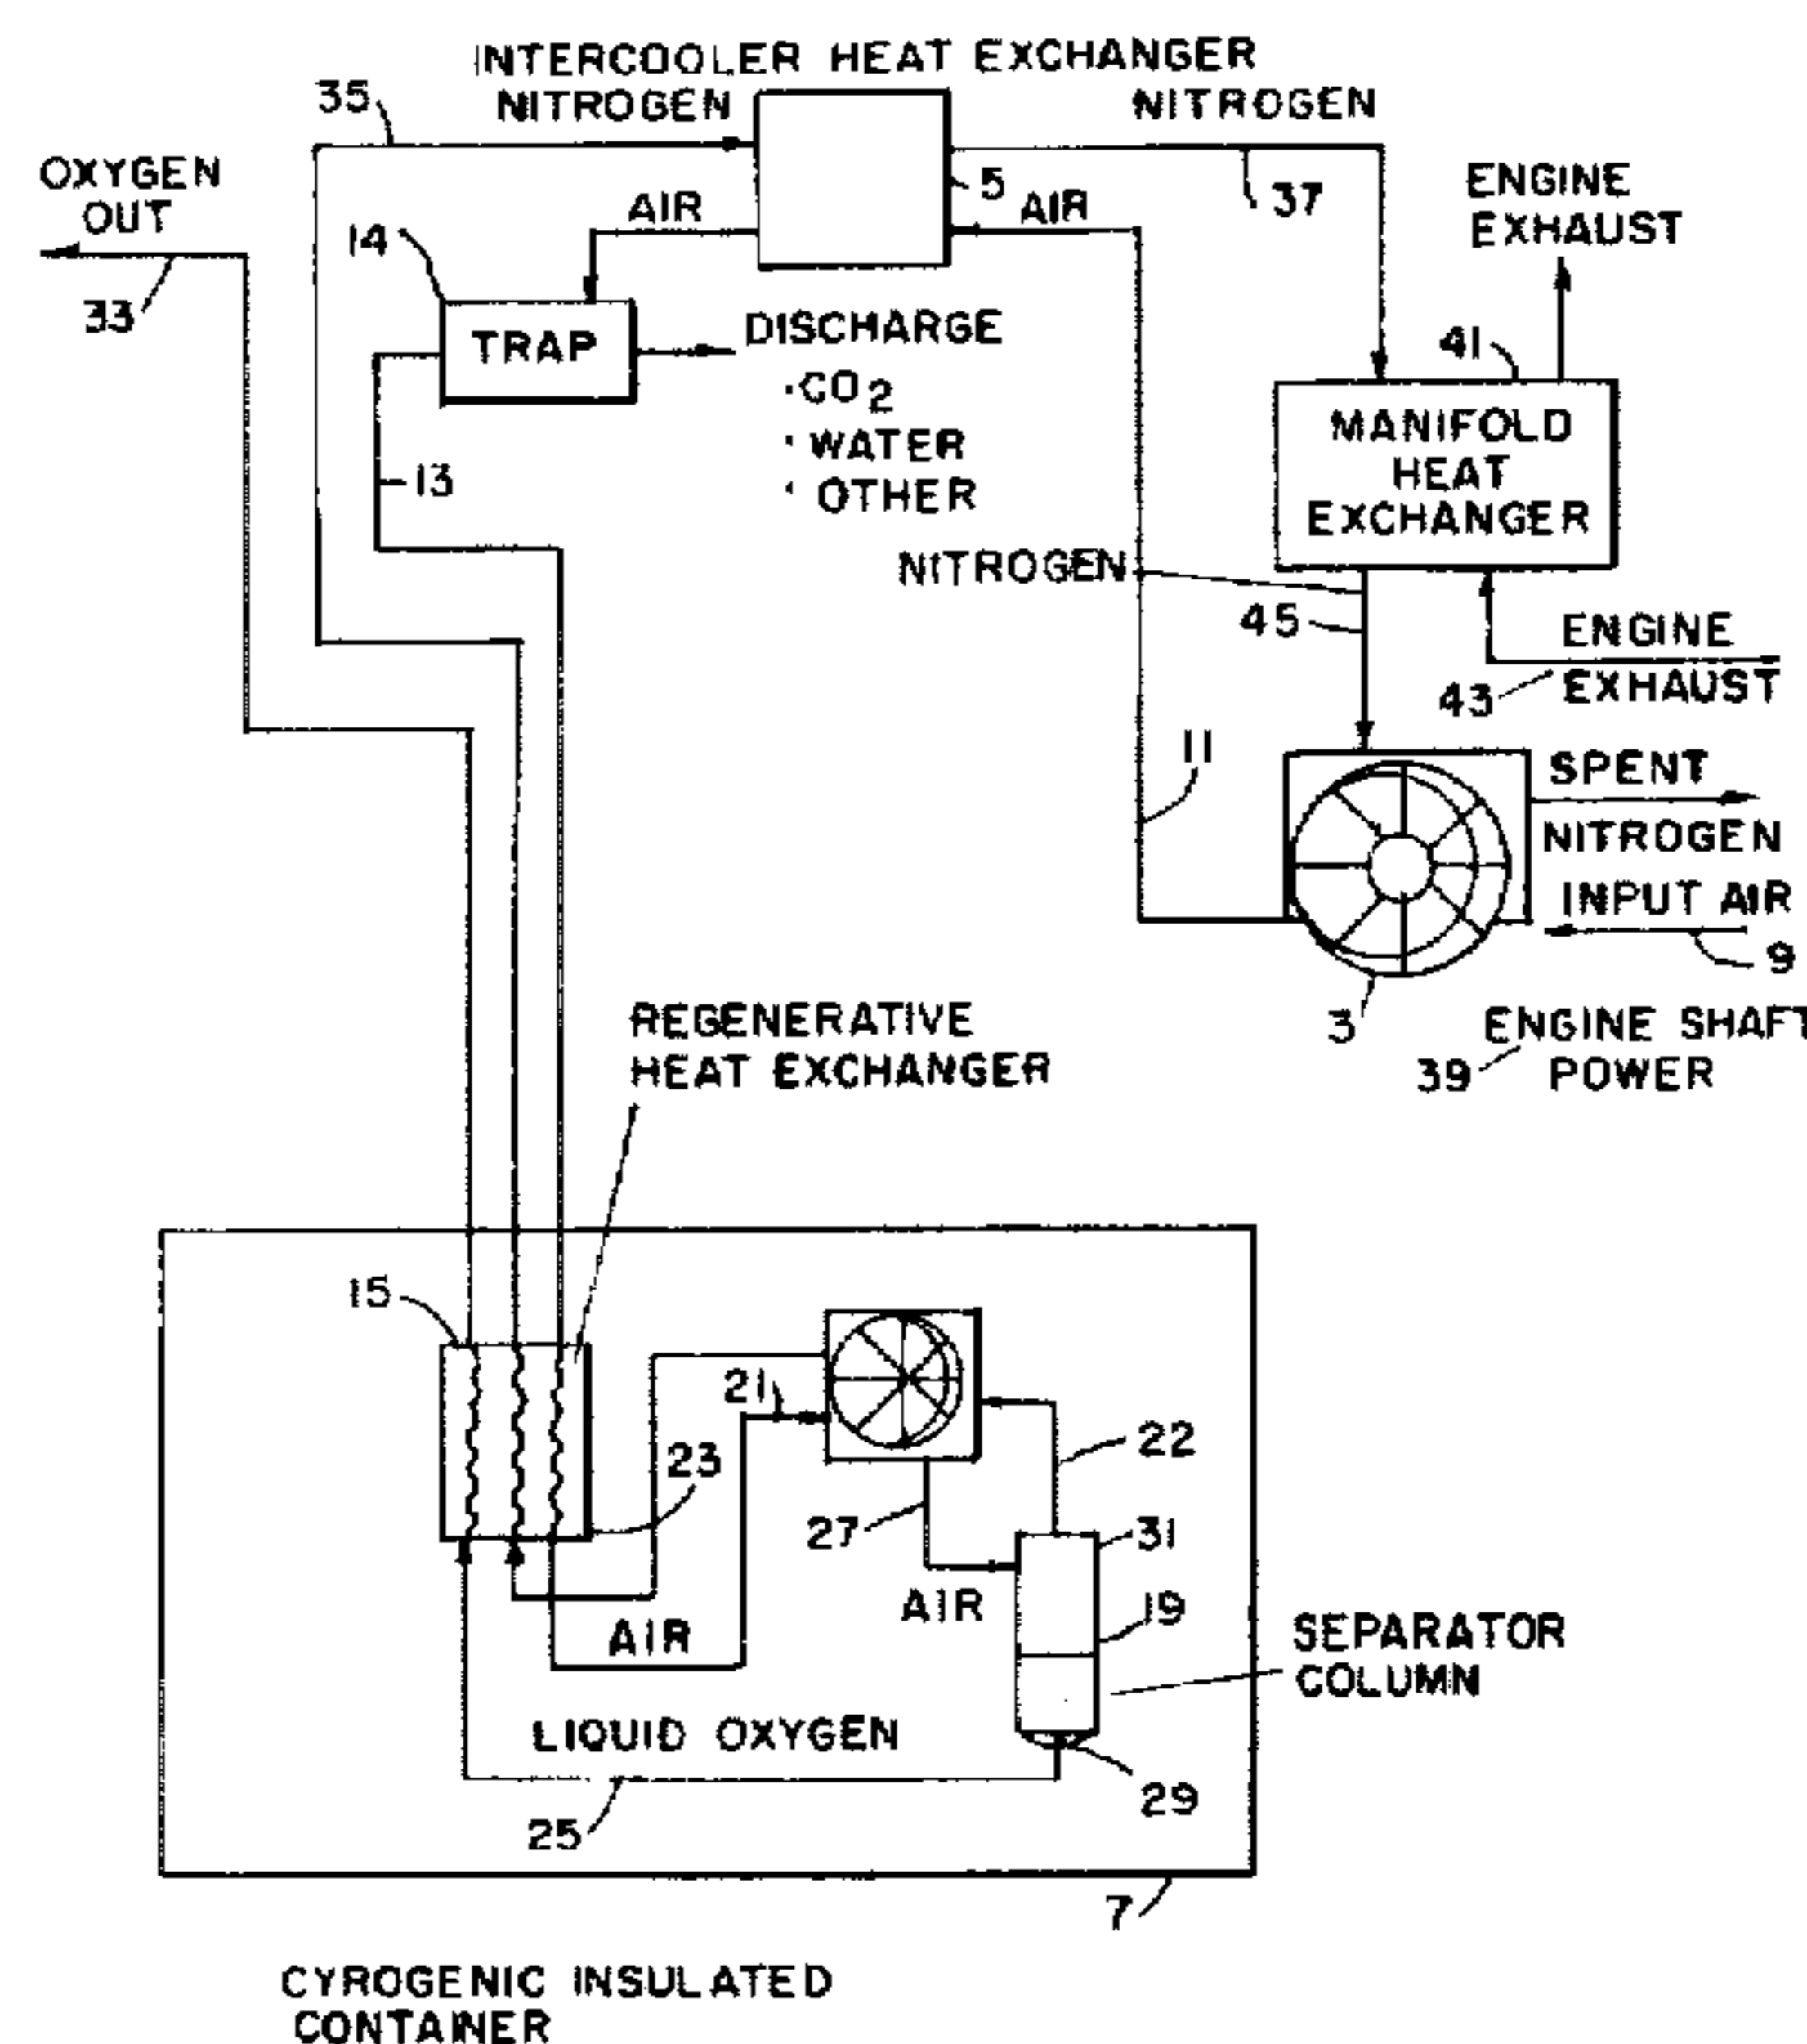 INTERCOOLER HEAT EXCHANGER
35
NITROGEN
NITROGEN
OXYGEN
OUT
ENGINE
EXHAUST
5
37
AIR
AIR
14
33
TRAP
DISCHARGE
·CO2
·WATER
·OTHER
41
MANIFOLD
HEAT
EXCHANGER
13
NITROGEN
45
ENGINE
EXHAUST
43
11
SPENT
NITROGEN
INPUT AIR
9
3
ENGINE SHAFT
POWER
39
REGENERATIVE
HEAT EXCHANGER
15
21
22
23
27
31
AIR
19
AIR
SEPARATOR
COLUMN
LIQUID OXYGEN
29
25
7
CYROGENIC INSULATED
CONTAINER